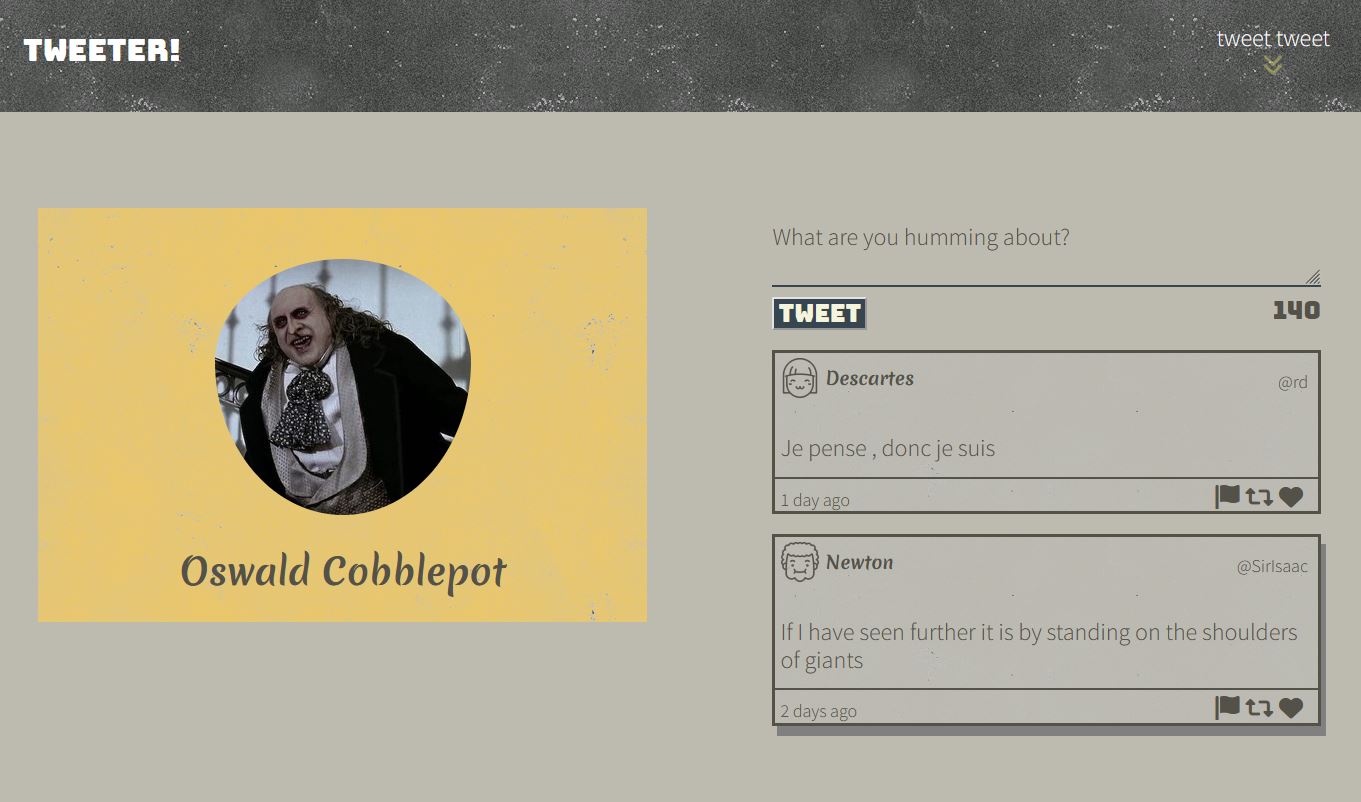 TWEETER!
tweet tweet
Oswald Cobblepot
What are you humming about?
TWEET
140
Descartes
@rd
Je pense , donc je suis
1 day ago
Newton
@SirIsaac
If I have seen further it is by standing on the shoulders
of giants
2 days ago